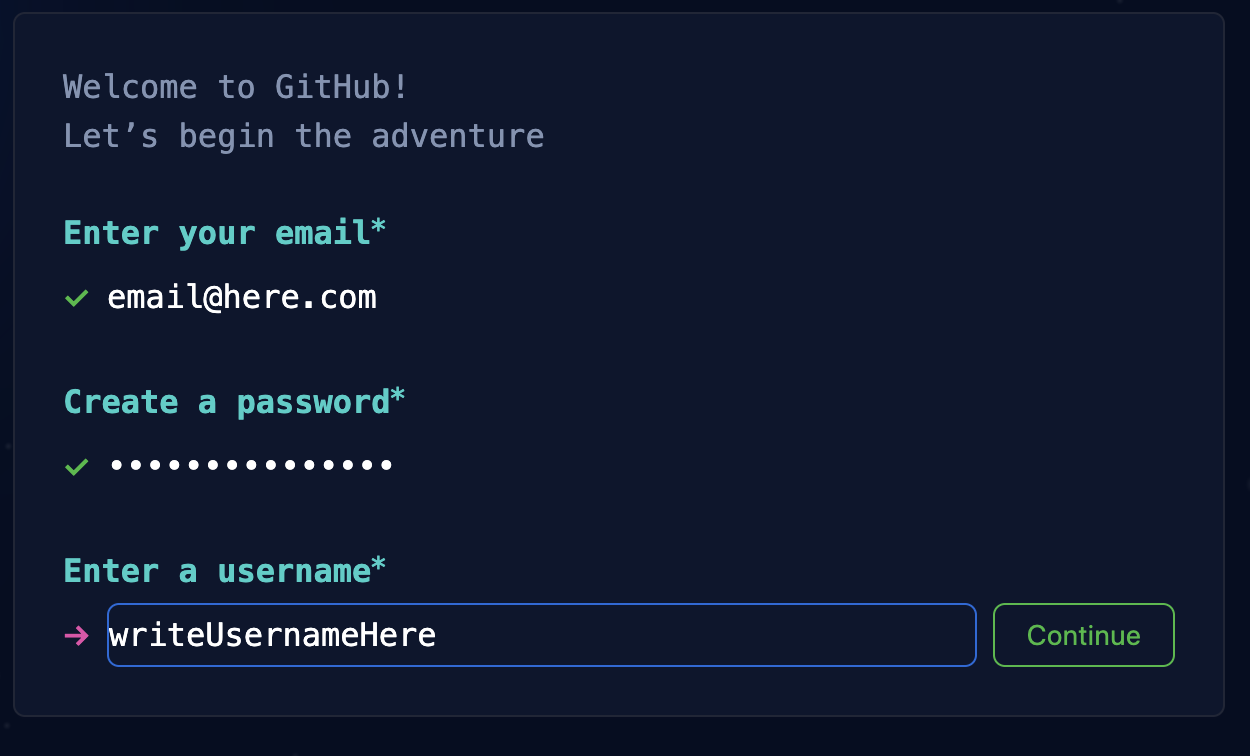 Welcome to GitHub!
Let’s begin the adventure
Enter your email*
email@here.com
Create a password*
•••••••••••••••
Enter a username*
writeUsernameHere
Continue